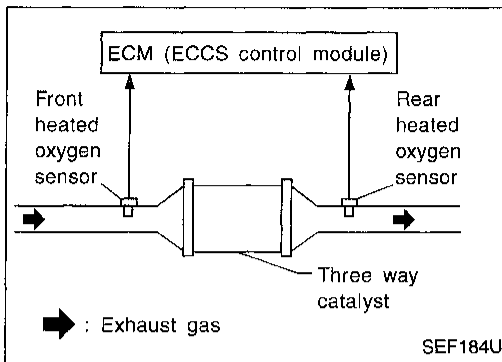 ECM (ECCS control module)
Front
heated
oxygen
sensor
Rear
heated
oxygen
sensor
Three way
catalyst
: Exhaust gas
SEF184U